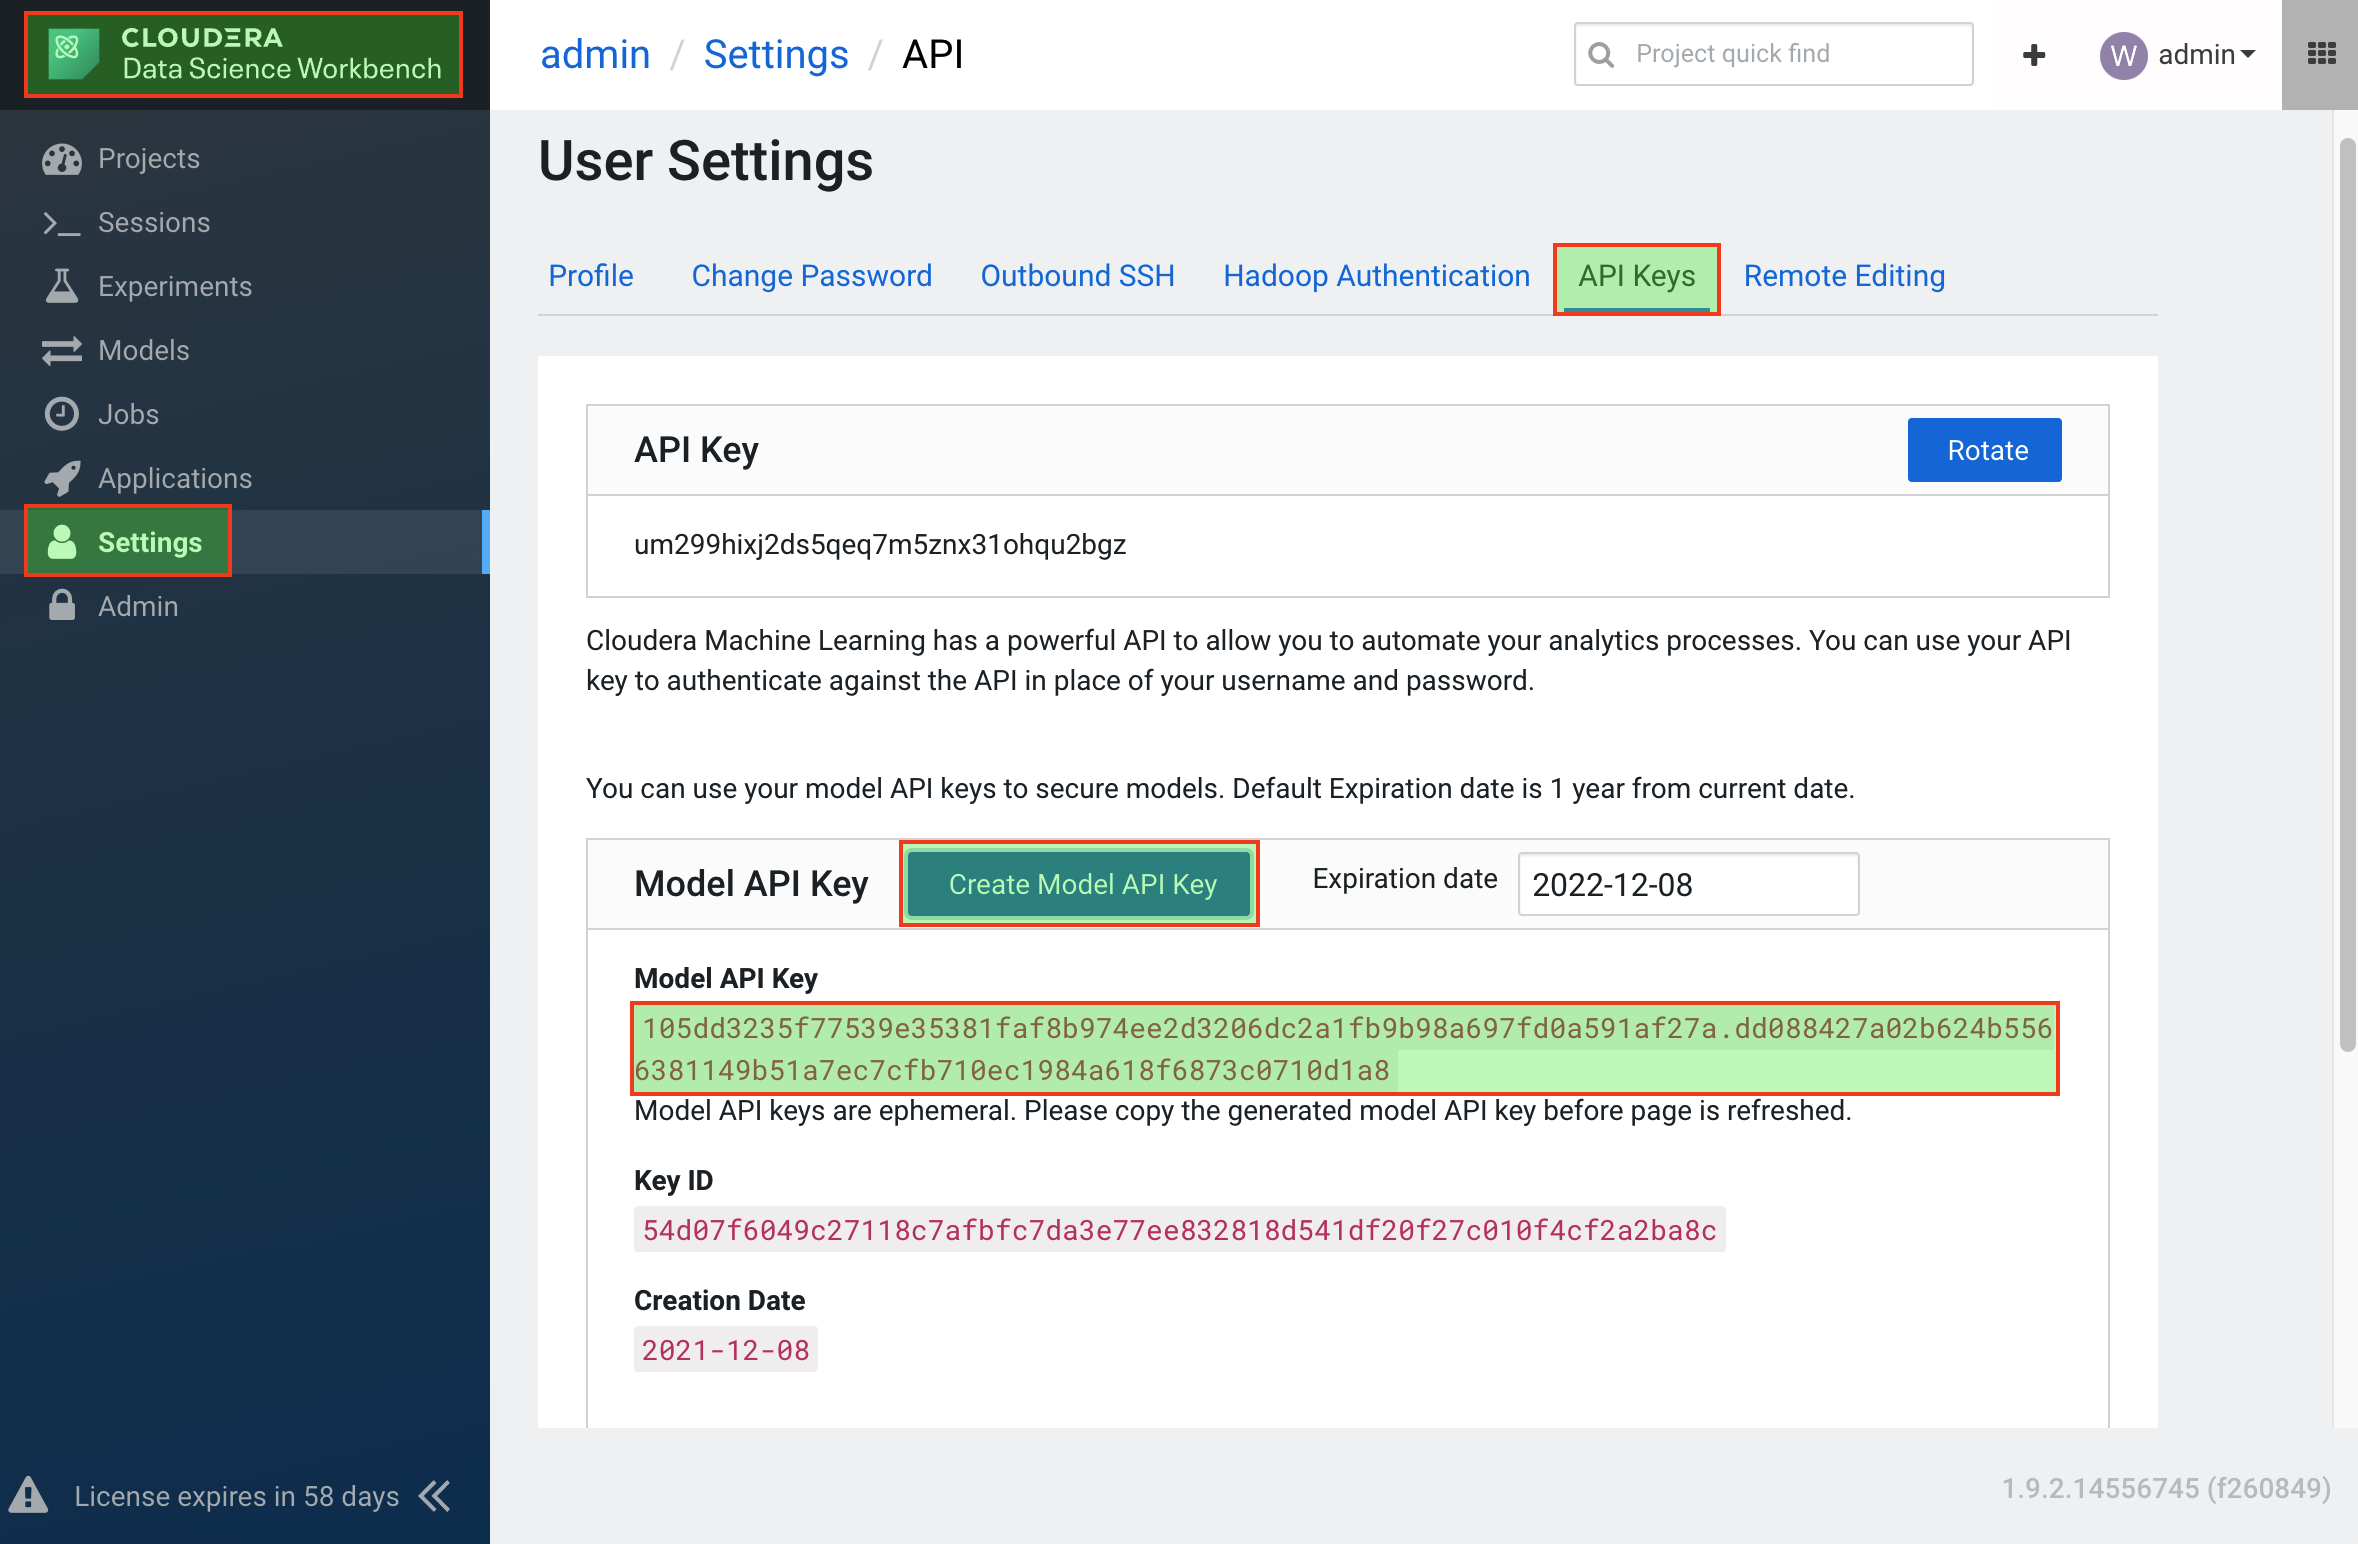 CLOUDERA
Data Science Workbench
admin / Settings / API
Project quick find
W admin
Projects
Sessions
Experiments
Models
Jobs
Applications
Settings
Admin
License expires in 58 days
User Settings
Profile Change Password Outbound SSH Hadoop Authentication API Keys Remote Editing
API Key Rotate
um299hixj2ds5qeq7m5znx31ohqu2bgz
Cloudera Machine Learning has a powerful API to allow you to automate your analytics processes. You can use your API
key to authenticate against the API in place of your username and password.
You can use your model API keys to secure models. Default Expiration date is 1 year from current date.
Model API Key Create Model API Key Expiration date 2022-12-08
Model API Key
105dd3235f77539e35381faf8b974ee2d3206dc2a1fb9b98a697fd0a591af27a.dd088427a02b624b556
6381149b51a7ec7cfb710ec1984a618f6873c0710d1a8
Model API keys are ephemeral. Please copy the generated model API key before page is refreshed.
Key ID
54d07f6049c27118c7afbfc7da3e77ee832818d541df20f27c010f4cf2a2ba8c
Creation Date
2021-12-08
1.9.2.14556745 (f260849)